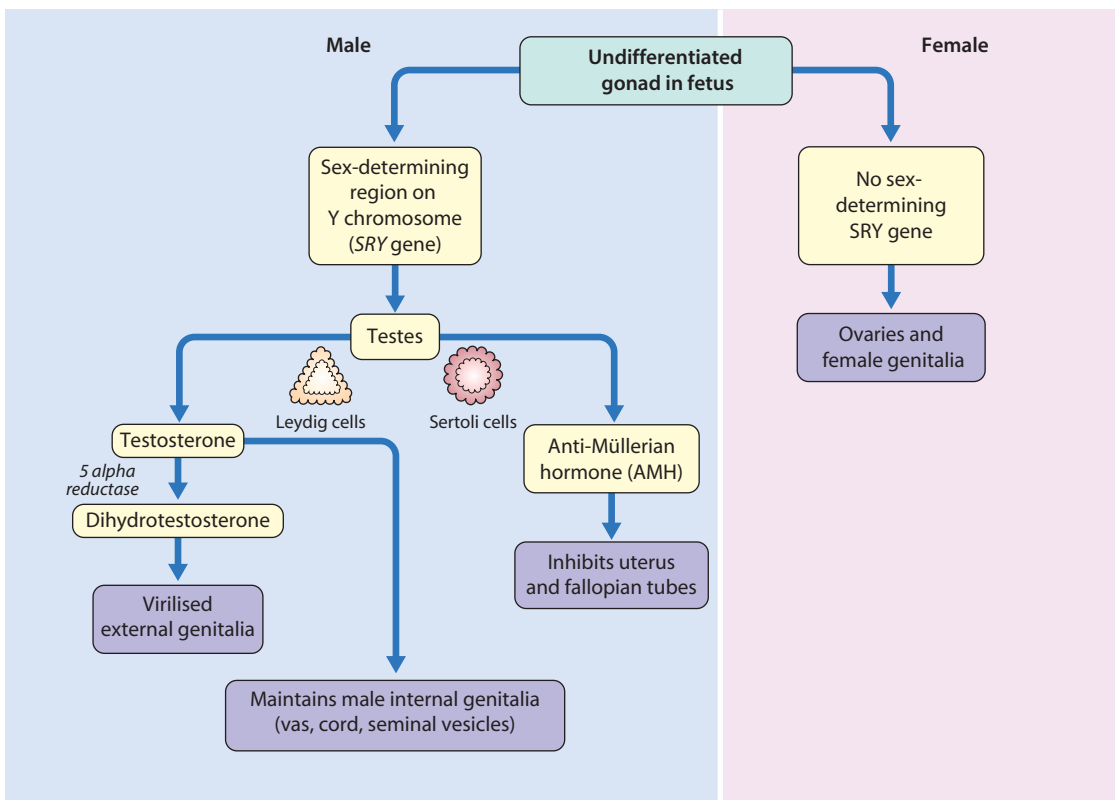 Male
Undifferentiated
gonad in fetus
Female
Sex-determining
region on
Y chromosome
(SRY gene)
No sex-
determining
SRY gene
Testes
Ovaries and
female genitalia
Leydig cells
Sertoli cells
Testosterone
Anti-Müllerian
hormone (AMH)
5 alpha
reductase
Dihydrotestosterone
Inhibits uterus
and fallopian tubes
Virilised
external genitalia
Maintains male internal genitalia
(vas, cord, seminal vesicles)